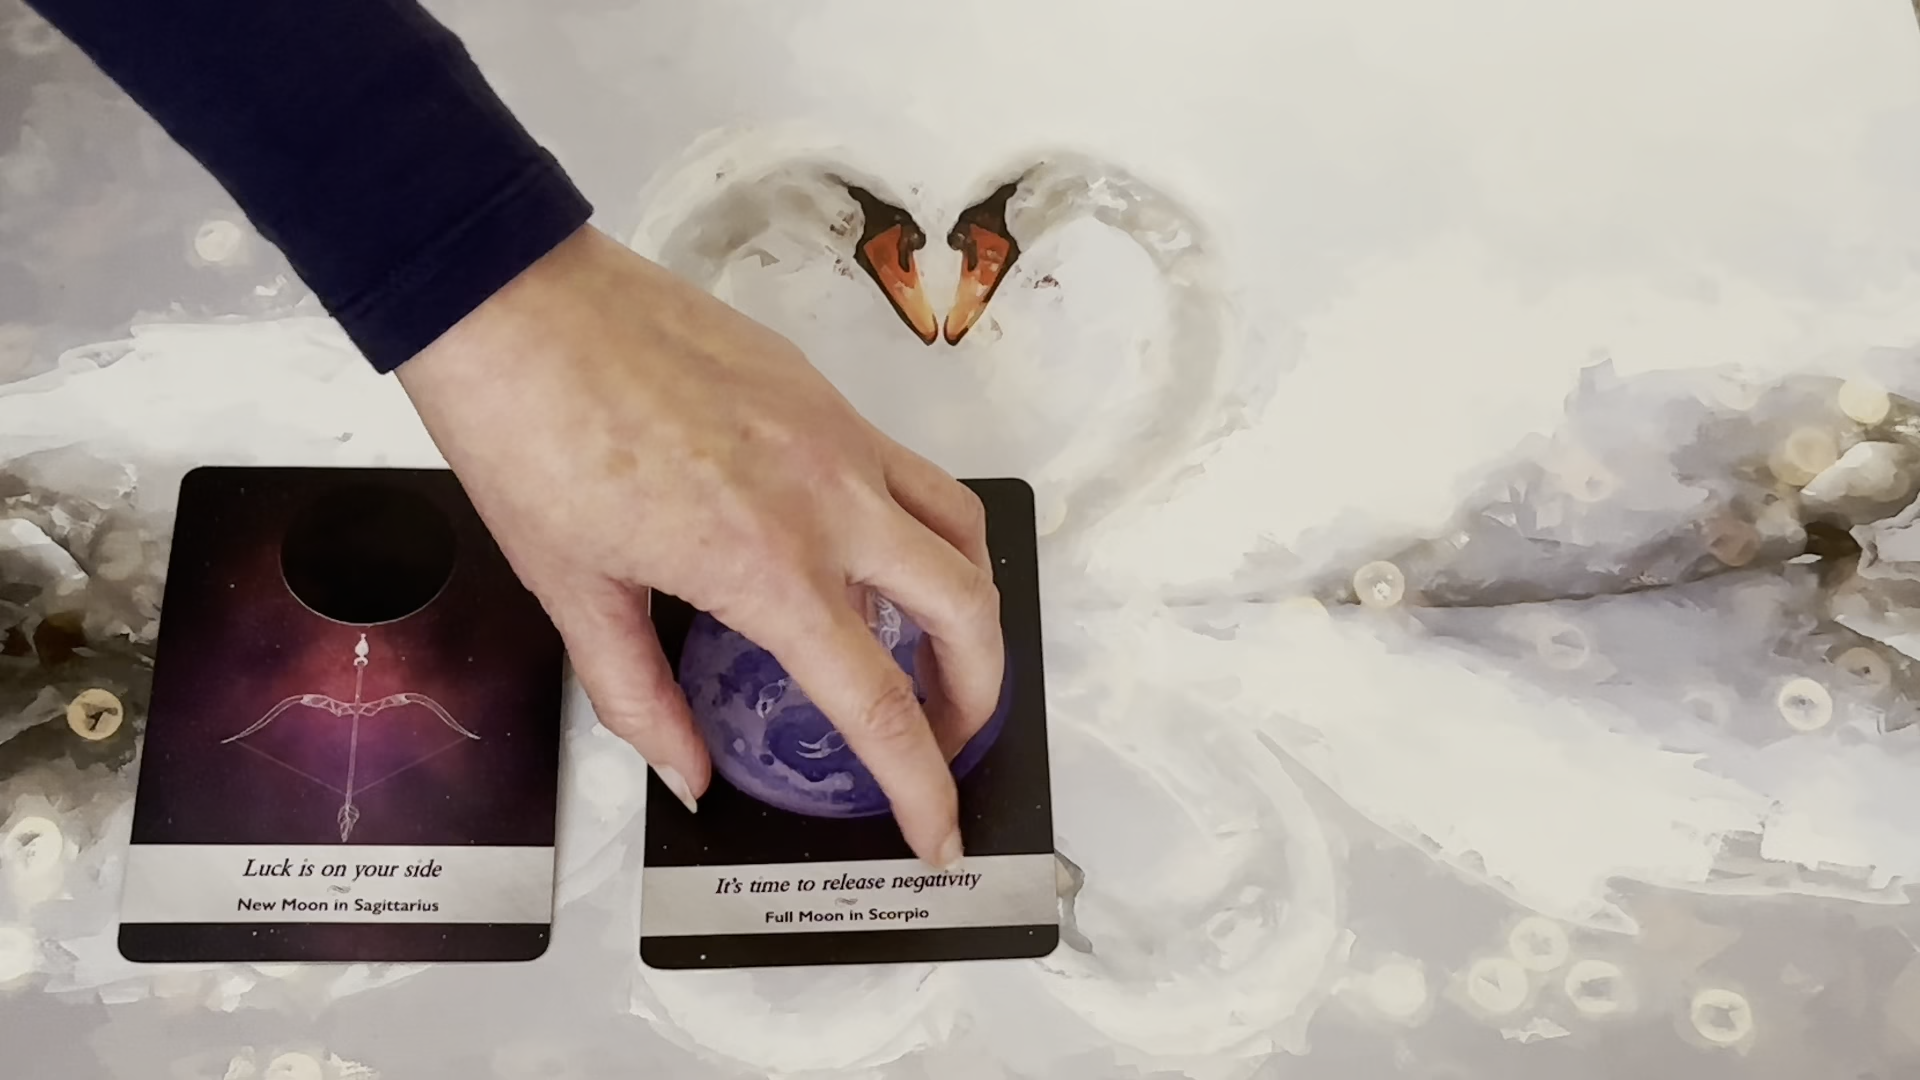 Luck is on your side
New Moon in Sagittarius
It's time to release negativity
Full Moon in Scorpio